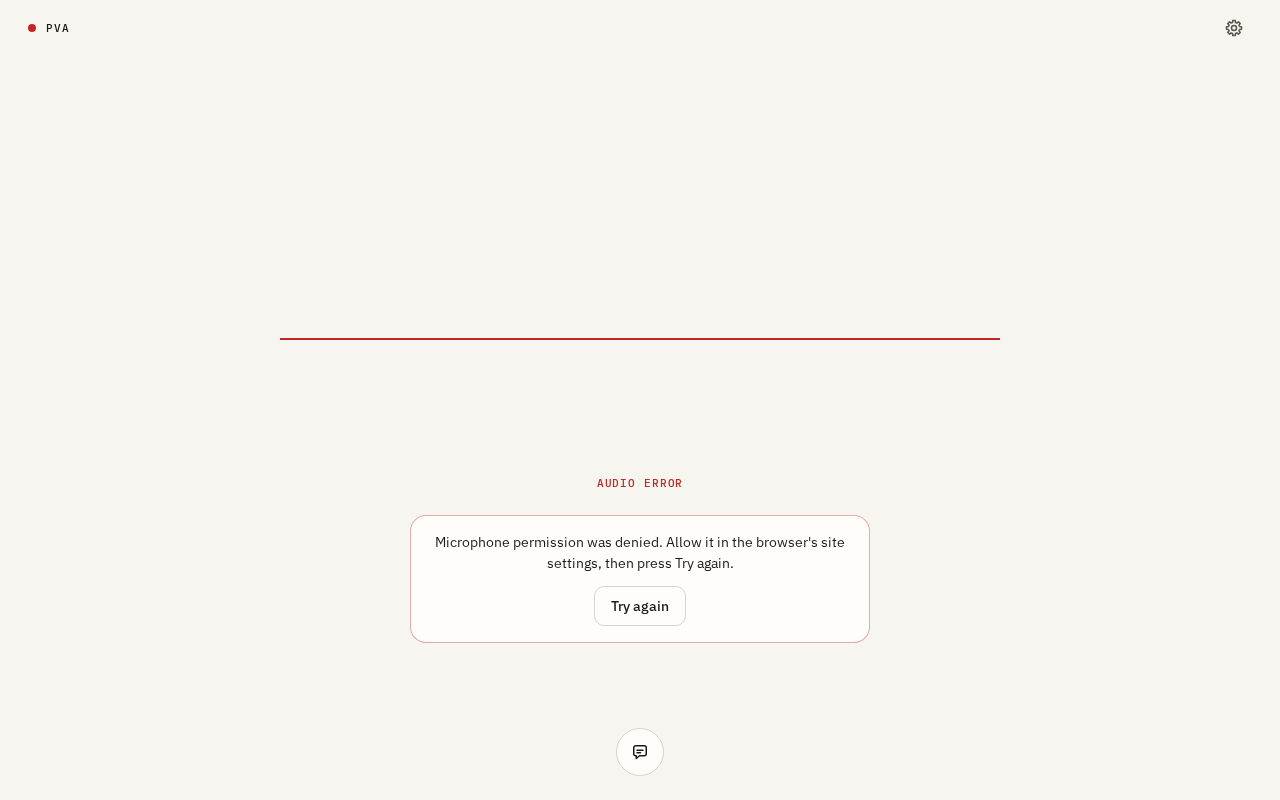 PVA
AUDIO ERROR
Microphone permission was denied. Allow it in the browser's site
settings, then press Try again.
Try again